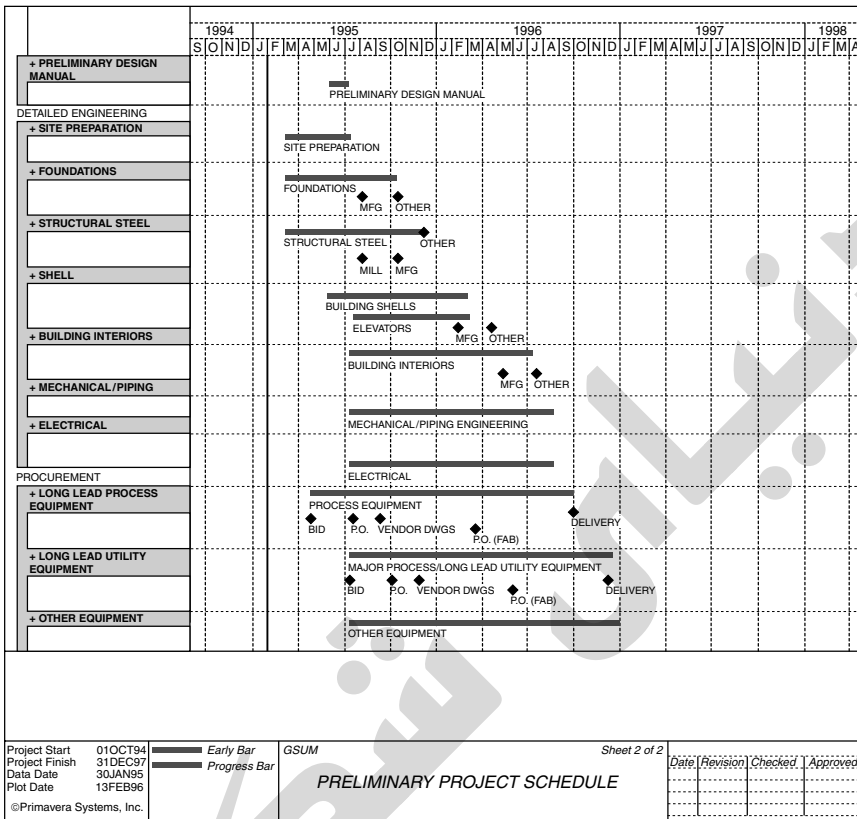 1994 1995 1996 1997 1998
S O N D J F M A M J J A S O N D J F M A M J J A S O N D J F M A M J J A S O N D J F M A
+ PRELIMINARY DESIGN
MANUAL
PRELIMINARY DESIGN MANUAL
DETAILED ENGINEERING
+ SITE PREPARATION
SITE PREPARATION
+ FOUNDATIONS
FOUNDATIONS
MFG OTHER
+ STRUCTURAL STEEL
STRUCTURAL STEEL OTHER
MILL MFG
+ SHELL
BUILDING SHELLS
ELEVATORS
MFG OTHER
+ BUILDING INTERIORS
BUILDING INTERIORS
MFG OTHER
+ MECHANICAL/PIPING
MECHANICAL/PIPING ENGINEERING
+ ELECTRICAL
ELECTRICAL
PROCUREMENT
+ LONG LEAD PROCESS
EQUIPMENT
PROCESS EQUIPMENT
DELIVERY
BID P.O. VENDOR DWGS
P.O. (FAB)
+ LONG LEAD UTILITY
EQUIPMENT
MAJOR PROCESS/LONG LEAD UTILITY EQUIPMENT
BID P.O. VENDOR DWGS DELIVERY
P.O. (FAB)
+ OTHER EQUIPMENT
OTHER EQUIPMENT
Project Start 01OCT94
Project Finish 31DEC97
Data Date 30JAN95
Plot Date 13FEB96
©Primavera Systems, Inc.
Early Bar
Progress Bar
GSUM
Sheet 2 of 2
PRELIMINARY PROJECT SCHEDULE
Date Revision Checked Approved